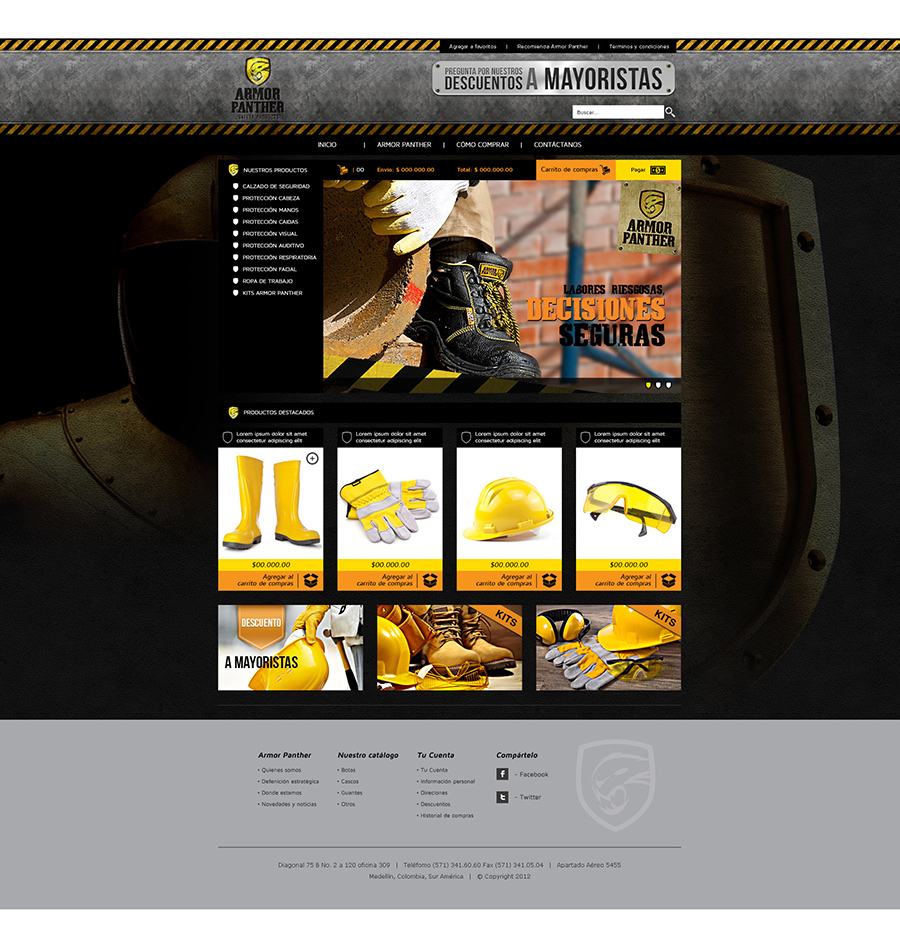 Agregar a favoritos | Recomienda Armor Panther | Terminos y condiciones
ARMOR
PANTHER
SAFETY PRODUCTS
PREGUNTA POR NUESTROS
DESCUENTOS A MAYORISTAS
Buscar...
INICIO | ARMOR PANTHER | CÓMO COMPRAR | CONTÁCTANOS
NUESTROS PRODUCTOS
| 00 Envío: $ 000.000.00 Total: $ 000.000.00 Carrito de compras Pagar
CALZADO DE SEGURIDAD
PROTECCIÓN CABEZA
PROTECCIÓN MANOS
PROTECCIÓN CAIDAS
PROTECCIÓN VISUAL
PROTECCIÓN AUDITIVO
PROTECCIÓN RESPIRATORIA
PROTECCIÓN FACIAL
ROPA DE TRABAJO
KITS ARMOR PANTHER
ARMOR
PANTHER
LABORES RIESGOSAS,
DECISIONES
SEGURAS
PRODUCTOS DESTACADOS
Lorem ipsum dolor sit amet
consectetur adipiscing elit
Lorem ipsum dolor sit amet
consectetur adipiscing elit
Lorem ipsum dolor sit amet
consectetur adipiscing elit
Lorem ipsum dolor sit amet
consectetur adipiscing elit
$00.000.00
$00.000.00
$00.000.00
$00.000.00
Agregar al
carrito de compras
Agregar al
carrito de compras
Agregar al
carrito de compras
Agregar al
carrito de compras
DESCUENTO
A MAYORISTAS
KITS
KITS
Armor Panther
• Quienes somos
• Defenición estratégica
• Donde estamos
• Novedades y noticias
Nuestro catálogo
• Botas
• Cascos
• Guantes
• Otros
Tu Cuenta
• Tu Cuenta
• Información personal
• Direciones
• Descuentos
• Historial de compras
Compártelo
- Facebook
- Twitter
Diagonal 75 B No. 2 a 120 oficina 309 | Teléfomo (571) 341.60.60 Fax (571) 341.05.04 | Apartado Aéreo 5455
Medellín, Colombia, Sur América | © Copyright 2012